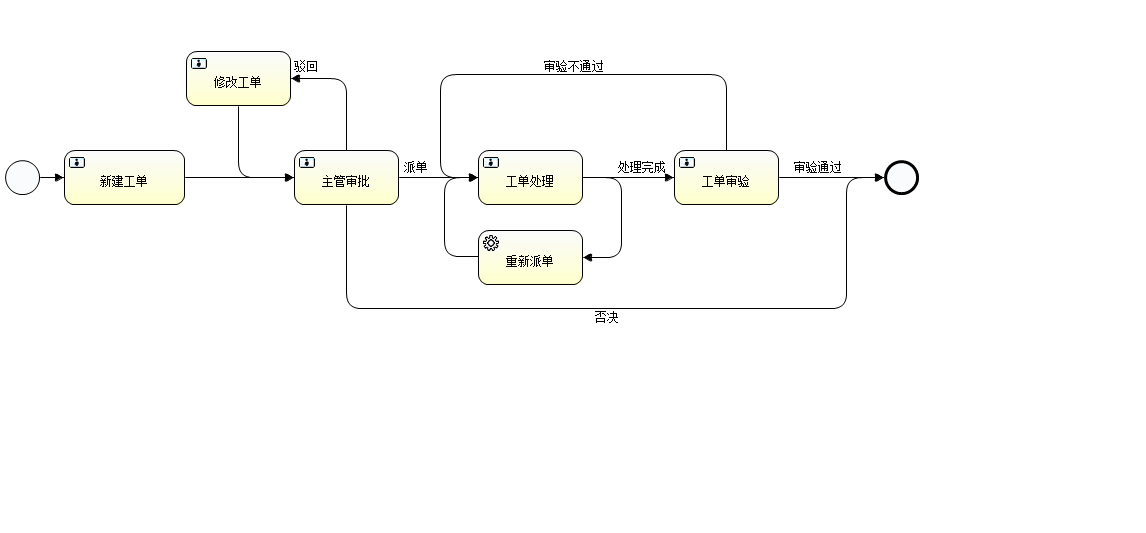 审验不通过
驳回
修改工单
新建工单
主管审批
派单
工单处理
处理完成
工单审验
审验通过
重新派单
否决